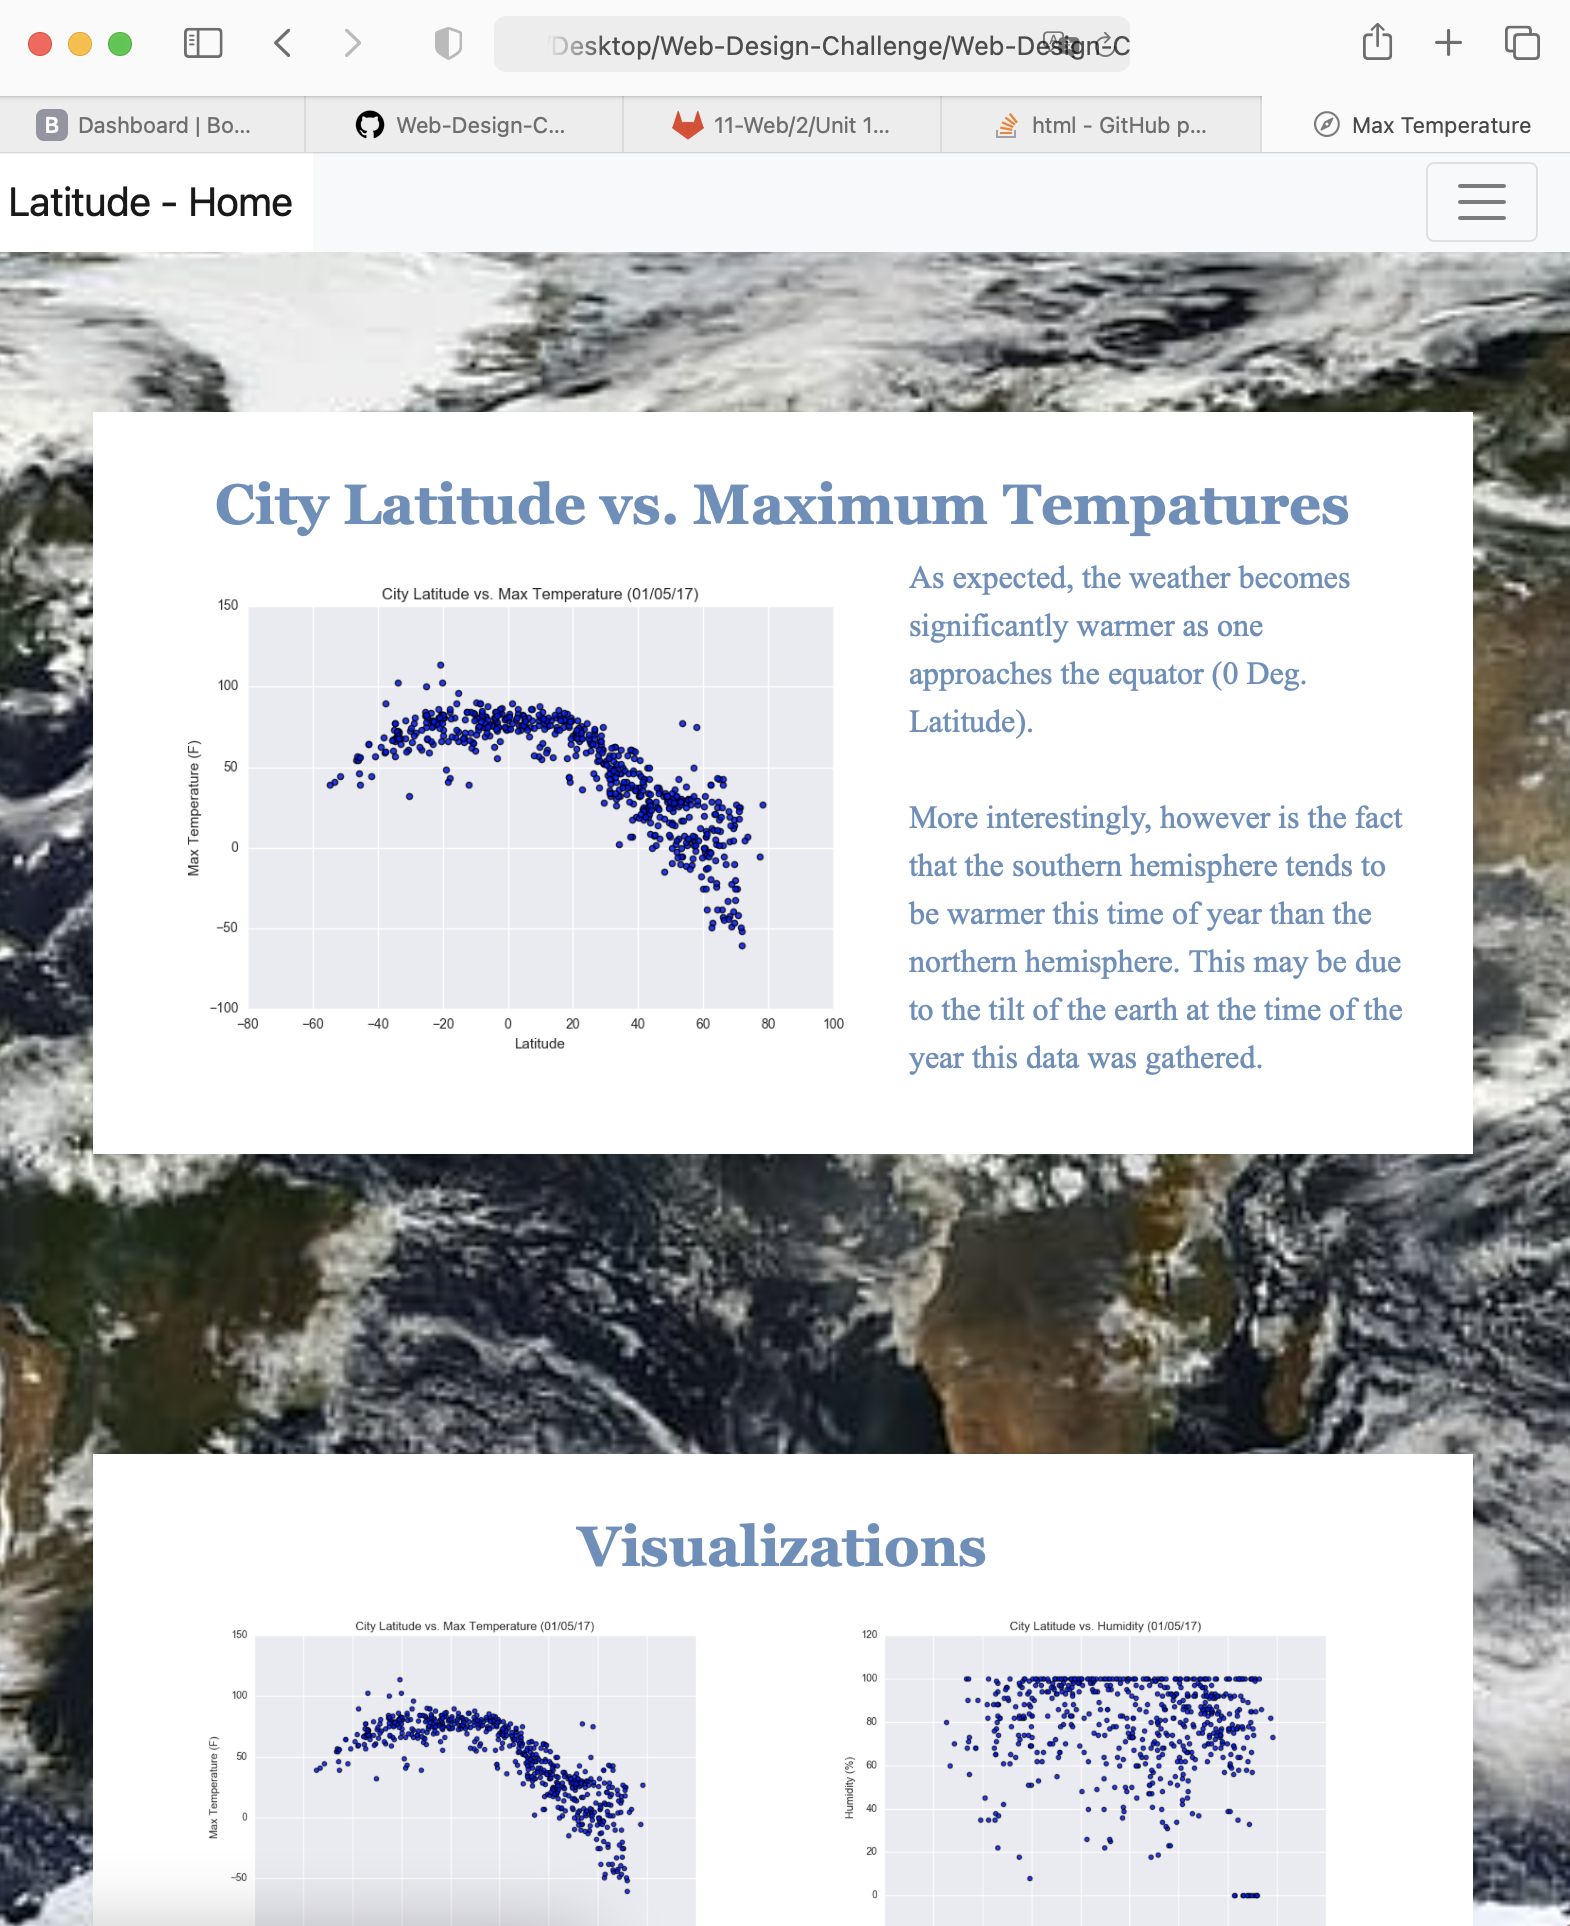 Desktop/Web-Design-Challenge/Web-Design-C
B Dashboard | Bo...
Web-Design-C...
11-Web/2/Unit 1...
html - GitHub p...
Max Temperature
Latitude - Home
City Latitude vs. Maximum Tempatures
City Latitude vs. Max Temperature (01/05/17)
150
100
50
0
−50
−100
Max Temperature (F)
−80 −60 −40 −20 0 20 40 60 80 100
Latitude
As expected, the weather becomes
significantly warmer as one
approaches the equator (0 Deg.
Latitude).
More interestingly, however is the fact
that the southern hemisphere tends to
be warmer this time of year than the
northern hemisphere. This may be due
to the tilt of the earth at the time of the
year this data was gathered.
Visualizations
City Latitude vs. Max Temperature (01/05/17)
150
100
50
0
−50
Max Temperature (F)
City Latitude vs. Humidity (01/05/17)
120
100
80
60
40
20
0
Humidity (%)